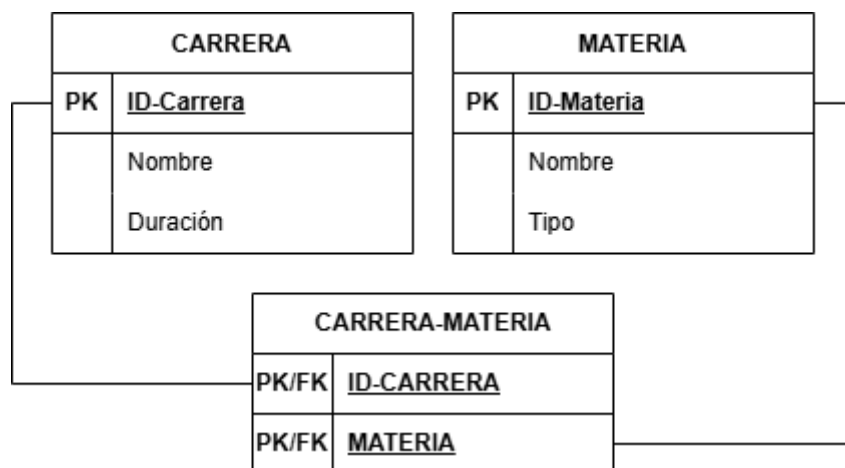 CARRERA
PK ID-Carrera
Nombre
Duración
MATERIA
PK ID-Materia
Nombre
Tipo
CARRERA-MATERIA
PK/FK ID-CARRERA
PK/FK MATERIA